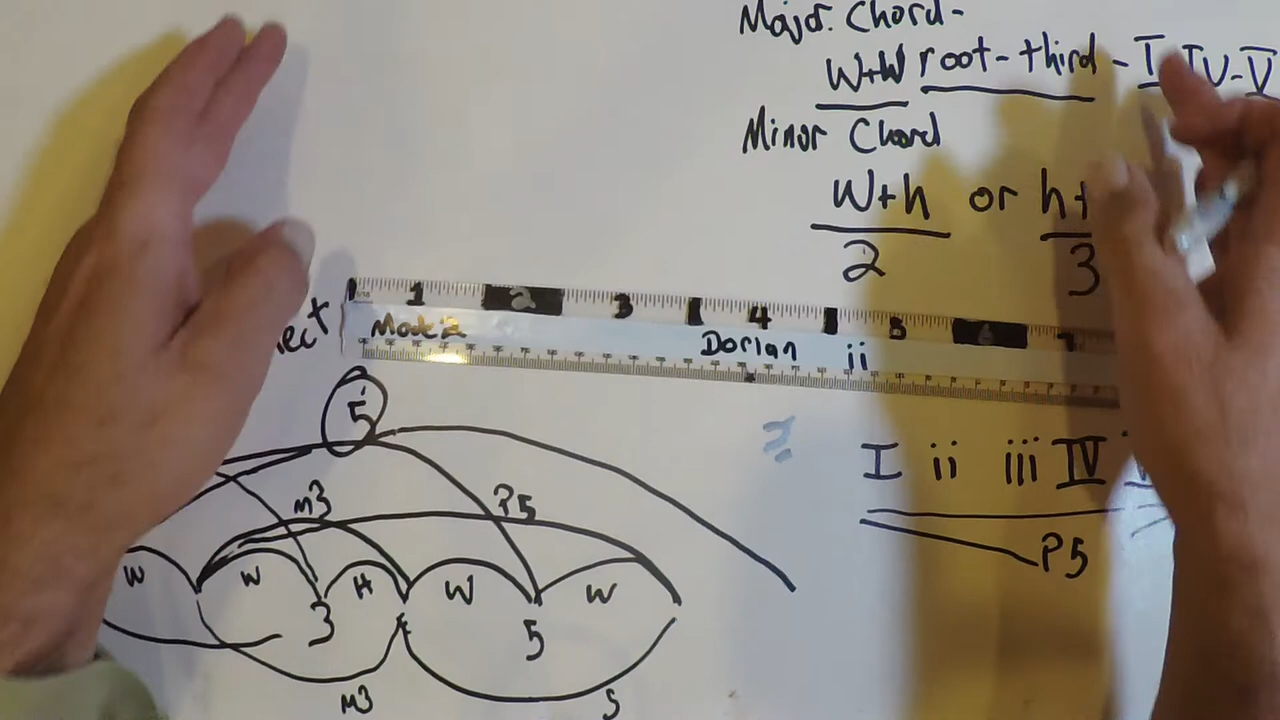 Major. Chord-
W+W root-third - I IV-V
Minor Chord
W+h or h+
2 3
1 2 3 4 5 6 7
Mode 2 Dorian ii
5
I ii iii IV
M3 P5
P5
W W H W W
3 5
M3 5